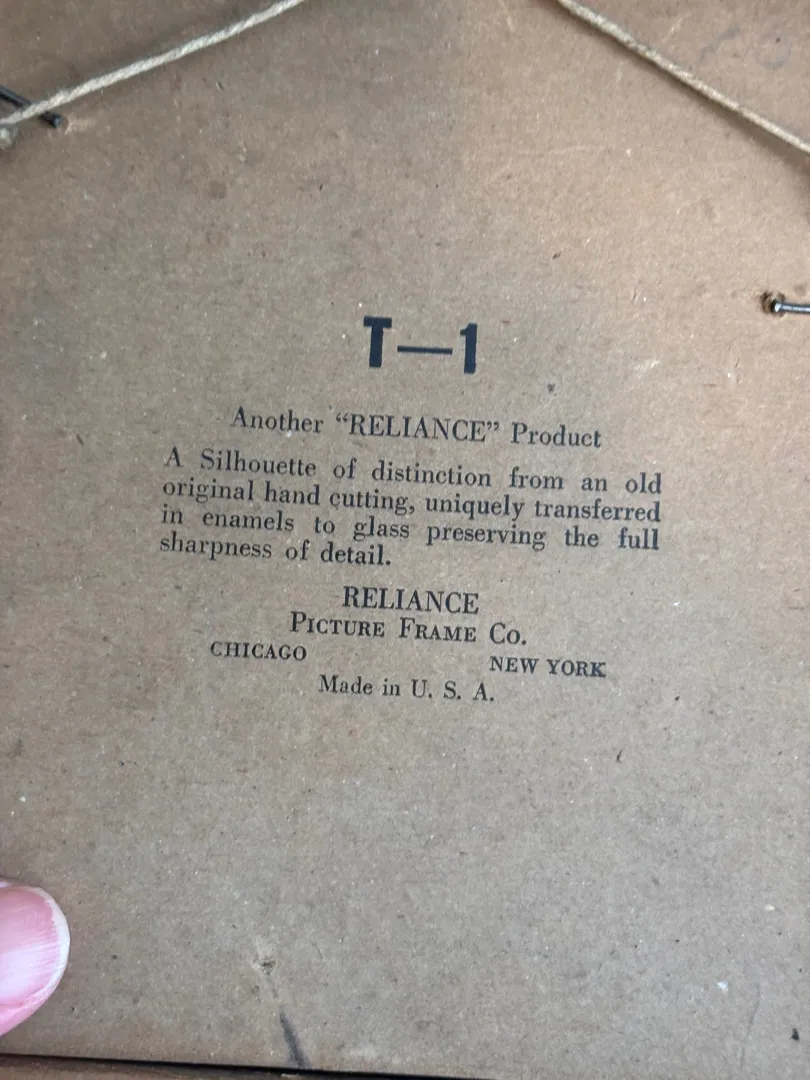 T—1
Another “RELIANCE” Product
A Silhouette of distinction from an old
original hand cutting, uniquely transferred
in enamels to glass preserving the full
sharpness of detail.
RELIANCE
PICTURE FRAME CO.
CHICAGO NEW YORK
Made in U. S. A.